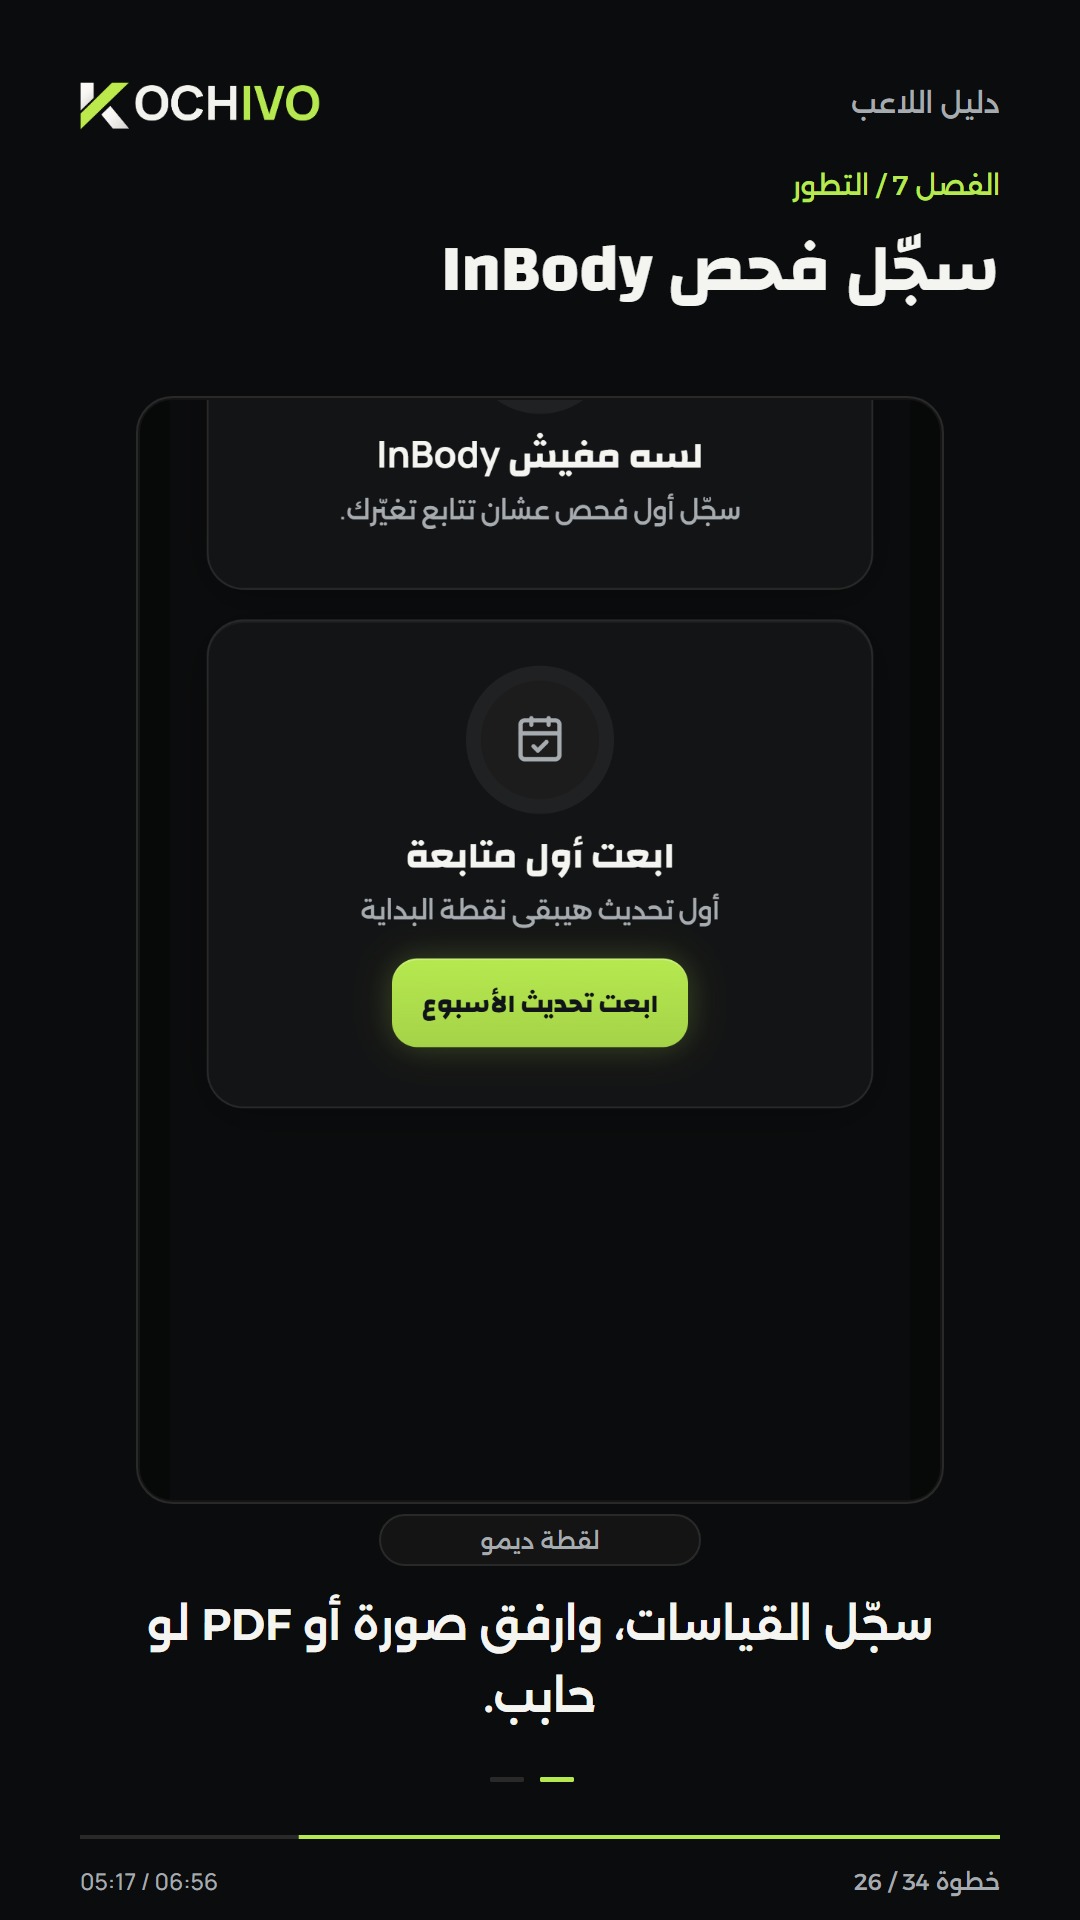 KOCHIVO
دليل اللاعب
الفصل 7 / التطور
سجّل فحص InBody
لسه مفيش InBody
سجّل أول فحص عشان تتابع تغيّرك.
ابعت أول متابعة
أول تحديث هيبقى نقطة البداية
ابعت تحديث الأسبوع
لقطة ديمو
سجّل القياسات، وارفق صورة أو PDF لو
حابب.
خطوة 34 / 26
05:17 / 06:56